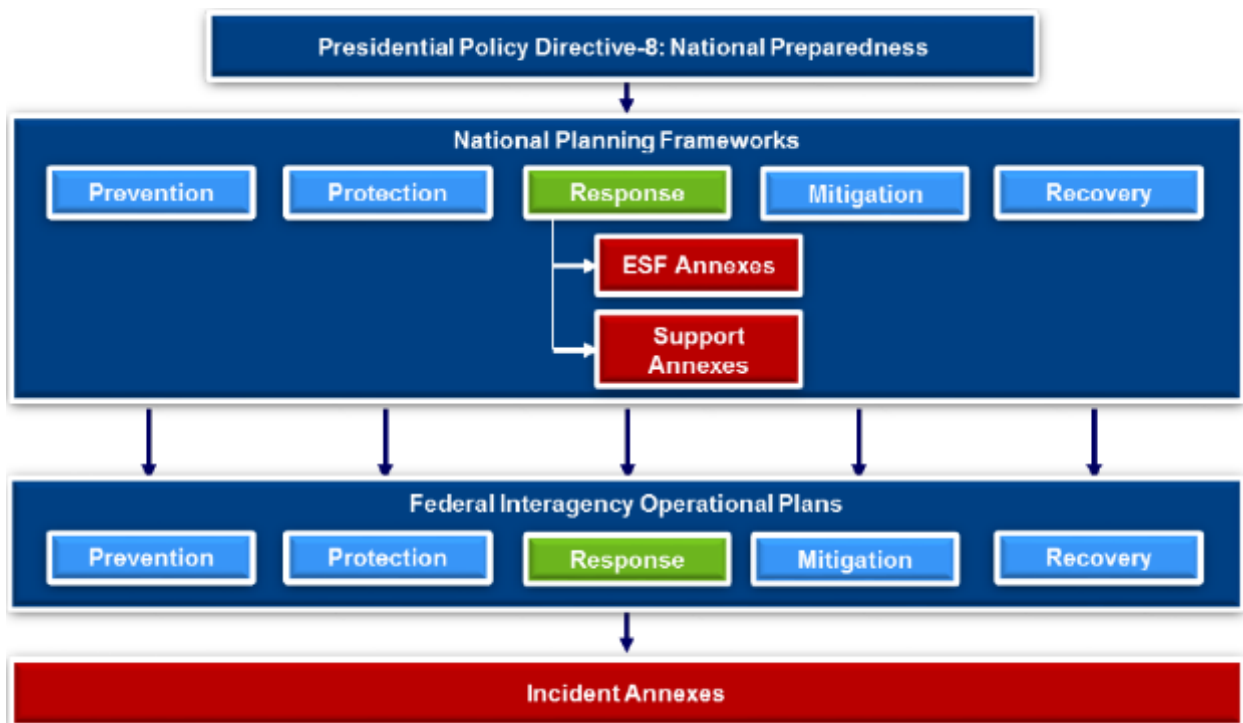 Presidential Policy Directive-8: National Preparedness
National Planning Frameworks
Prevention
Protection
Response
Mitigation
Recovery
ESF Annexes
Support
Annexes
Federal Interagency Operational Plans
Prevention
Protection
Response
Mitigation
Recovery
Incident Annexes